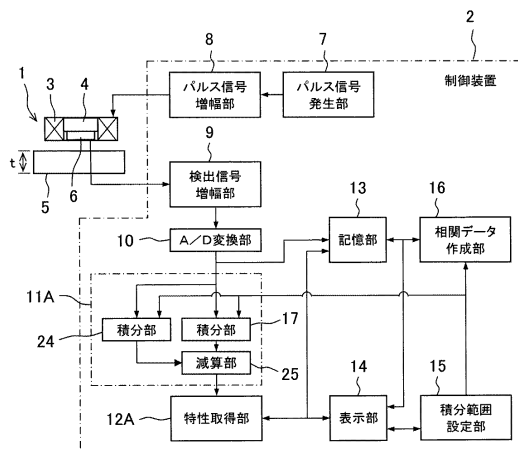 2
8
7
制御装置
1
3
4
パルス信号
増幅部
パルス信号
発生部
t
6
5
9
検出信号
増幅部
13
16
10
A/D変換部
記憶部
相関データ
作成部
11A
17
24
積分部
積分部
25
減算部
14
15
12A
特性取得部
表示部
積分範囲
設定部